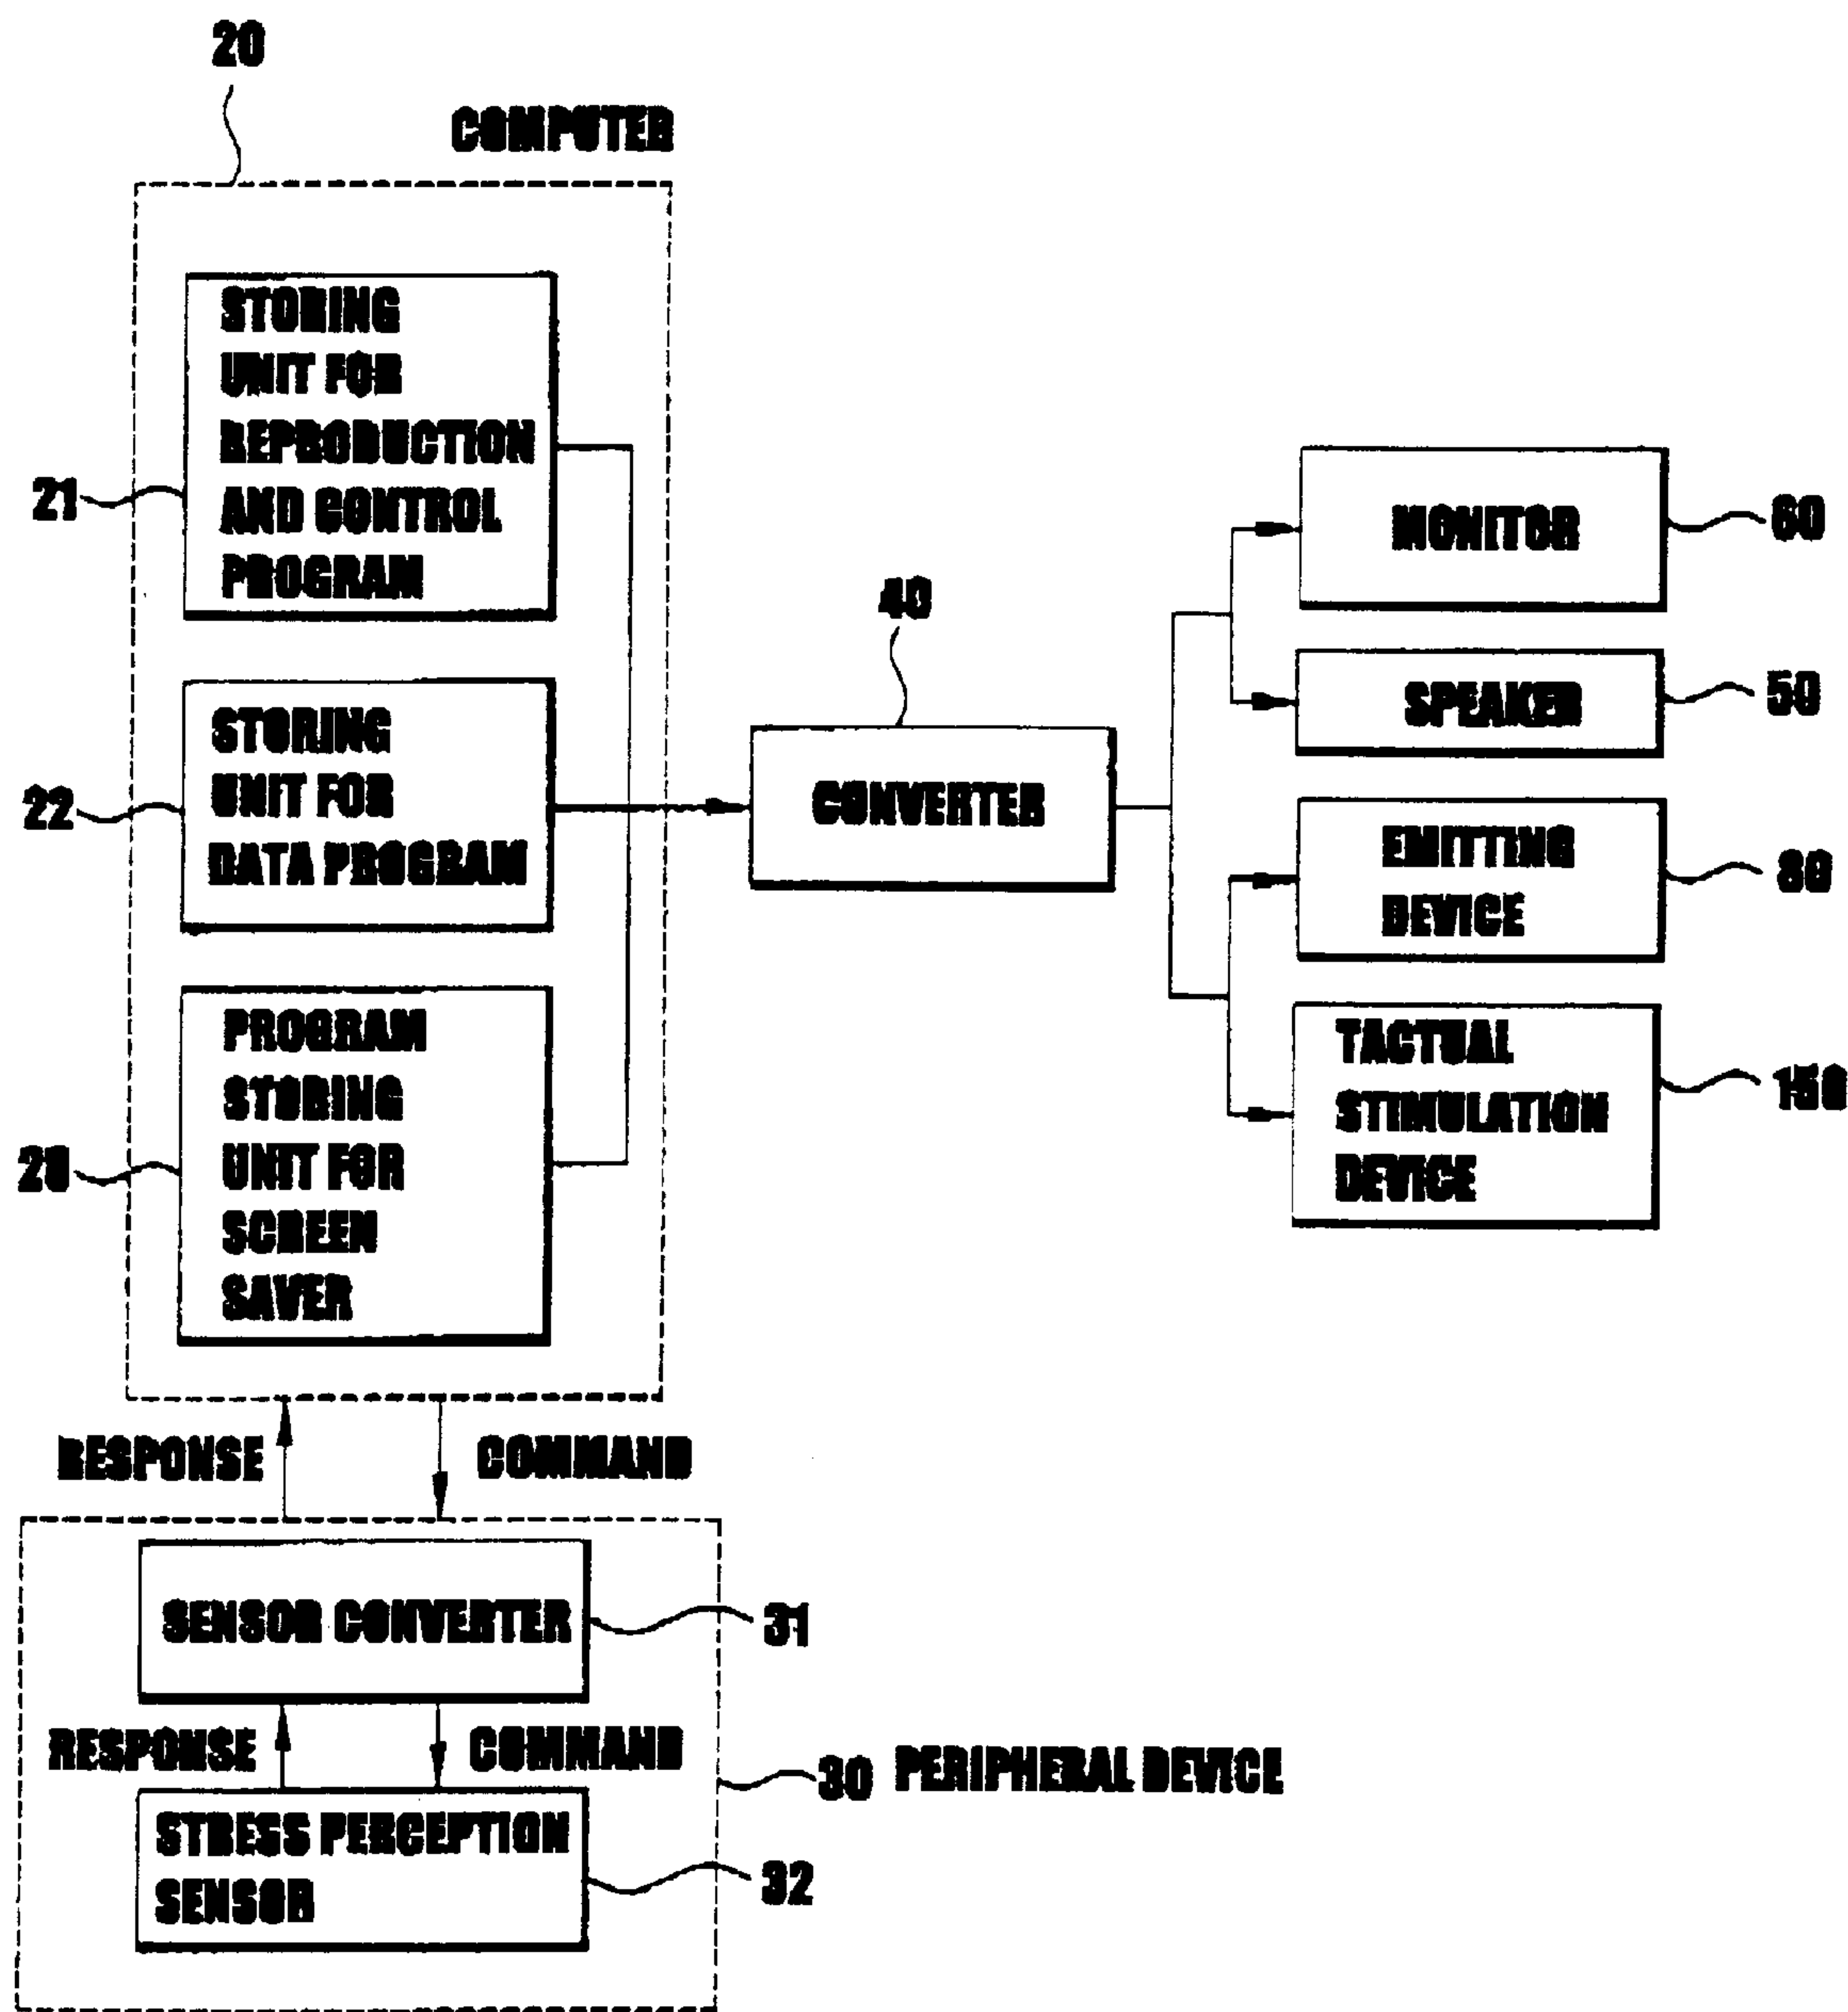 20
COMPUTER
STORING
UNIT FOR
REPRODUCTION
AND CONTROL
PROGRAM
21
STORING
UNIT FOR
DATA PROGRAM
22
PROGRAM
STORING
UNIT FOR
SCREEN
SAVER
40
CONVERTER
MONITOR
60
SPEAKER
50
EMITTING
DEVICE
80
TACTUAL
STIMULATION
DEVICE
150
RESPONSE
COMMAND
SENSOR CONVERTER
31
RESPONSE
COMMAND
30 PERIPHERAL DEVICE
STRESS PERCEPTION
SENSOR
32